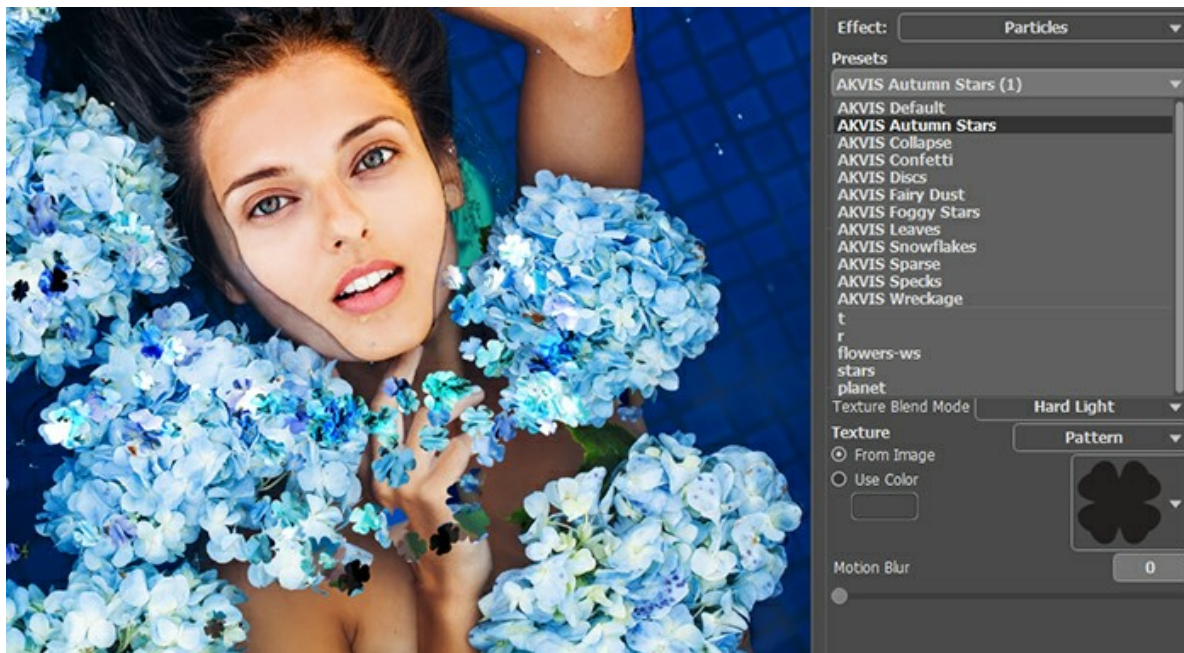 Effect: Particles
Presets
AKVIS Autumn Stars (1)
AKVIS Default
AKVIS Autumn Stars
AKVIS Collapse
AKVIS Confetti
AKVIS Discs
AKVIS Fairy Dust
AKVIS Foggy Stars
AKVIS Leaves
AKVIS Snowflakes
AKVIS Sparse
AKVIS Specks
AKVIS Wreckage
t
r
flowers-ws
stars
planet
Texture Blend Mode Hard Light
Texture Pattern
From Image
Use Color
Motion Blur 0